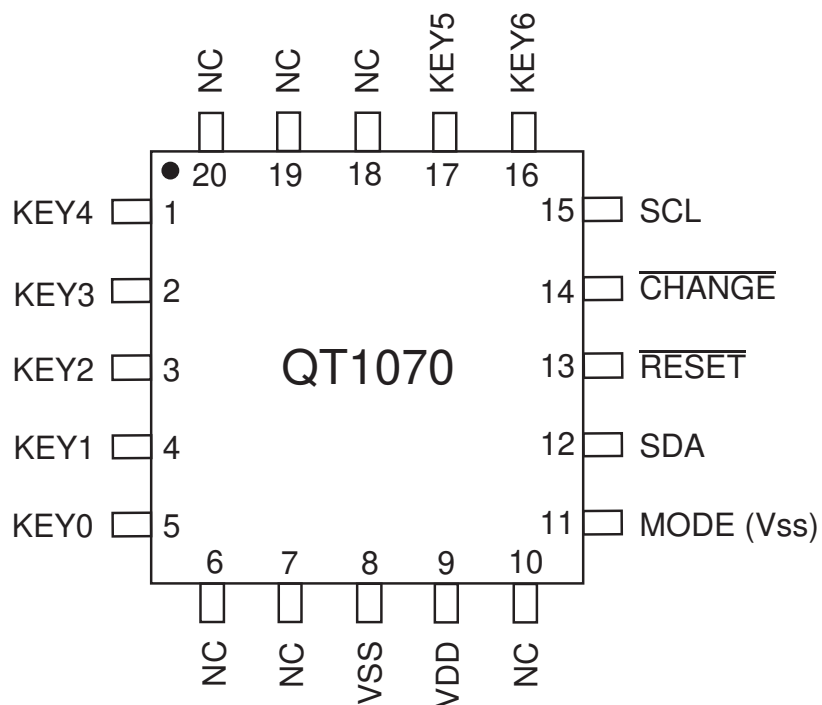 NC NC NC KEY5 KEY6
20 19 18 17 16
KEY4 1 15 SCL
KEY3 2 14 CHANGE
KEY2 3 QT1070 13 RESET
KEY1 4 12 SDA
KEY0 5 11 MODE (Vss)
6 7 8 9 10
NC NC VSS VDD NC